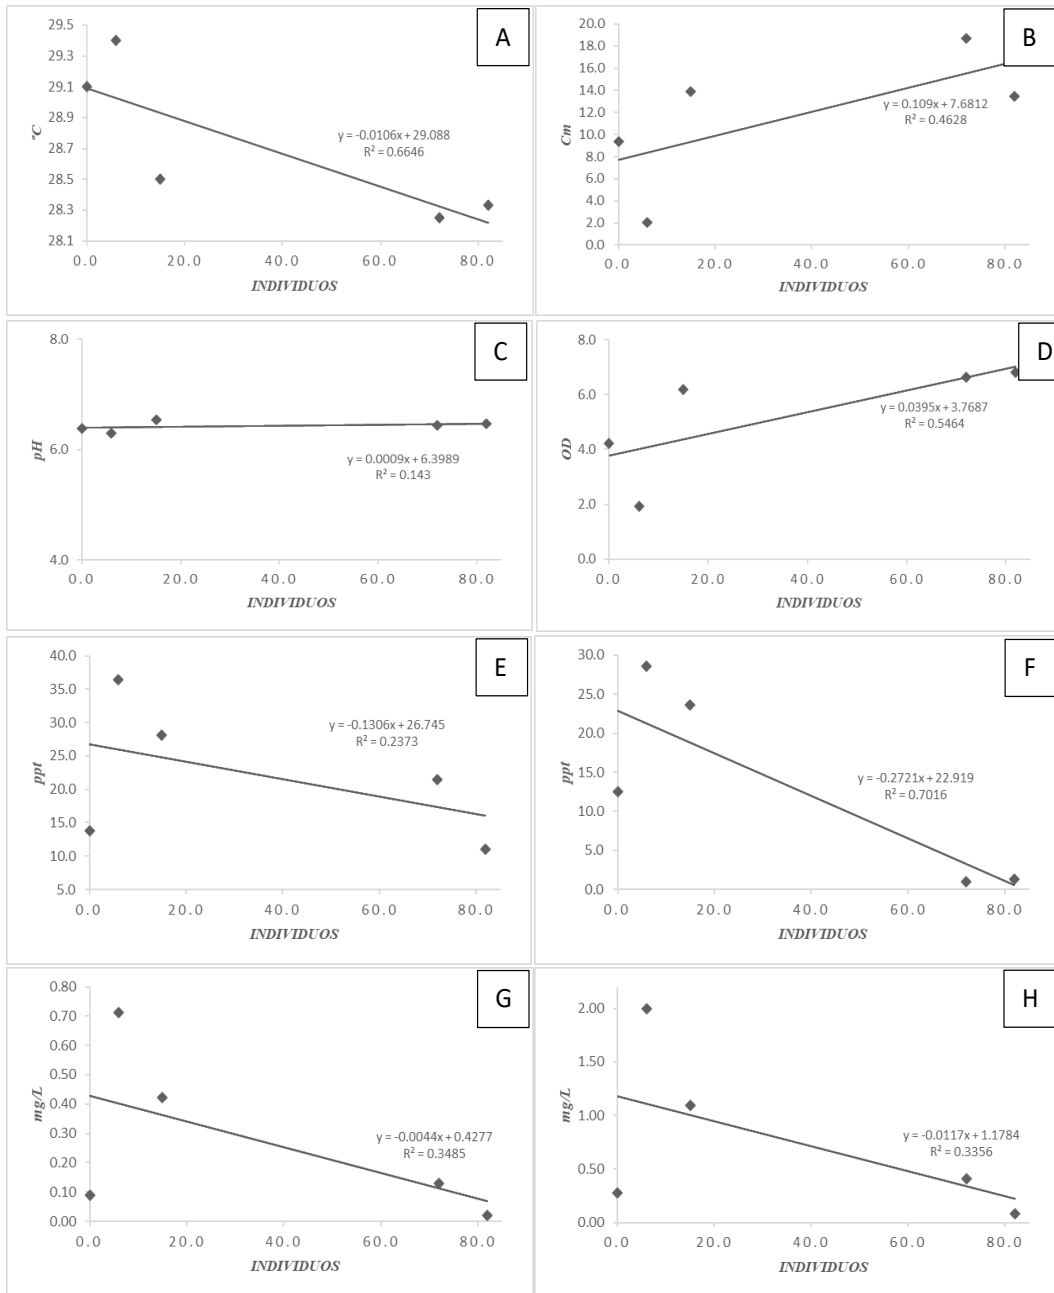 A
29.5
29.3
29.1
28.9
28.7
28.5
28.3
28.1
°C
y = -0.0106x + 29.088
R² = 0.6646
0.0 20.0 40.0 60.0 80.0
INDIVIDUOS
B
20.0
18.0
16.0
14.0
12.0
10.0
8.0
6.0
4.0
2.0
0.0
Cm
y = 0.109x + 7.6812
R² = 0.4628
0.0 20.0 40.0 60.0 80.0
INDIVIDUOS
C
8.0
6.0
4.0
pH
y = 0.0009x + 6.3989
R² = 0.143
0.0 20.0 40.0 60.0 80.0
INDIVIDUOS
D
8.0
6.0
4.0
2.0
0.0
OD
y = 0.0395x + 3.7687
R² = 0.5464
0.0 20.0 40.0 60.0 80.0
INDIVIDUOS
E
40.0
35.0
30.0
25.0
20.0
15.0
10.0
5.0
ppt
y = -0.1306x + 26.745
R² = 0.2373
0.0 20.0 40.0 60.0 80.0
INDIVIDUOS
F
30.0
25.0
20.0
15.0
10.0
5.0
0.0
ppt
y = -0.2721x + 22.919
R² = 0.7016
0.0 20.0 40.0 60.0 80.0
INDIVIDUOS
G
0.80
0.70
0.60
0.50
0.40
0.30
0.20
0.10
0.00
mg/L
y = -0.0044x + 0.4277
R² = 0.3485
0.0 20.0 40.0 60.0 80.0
INDIVIDUOS
H
2.00
1.50
1.00
0.50
0.00
mg/L
y = -0.0117x + 1.1784
R² = 0.3356
0.0 20.0 40.0 60.0 80.0
INDIVIDUOS